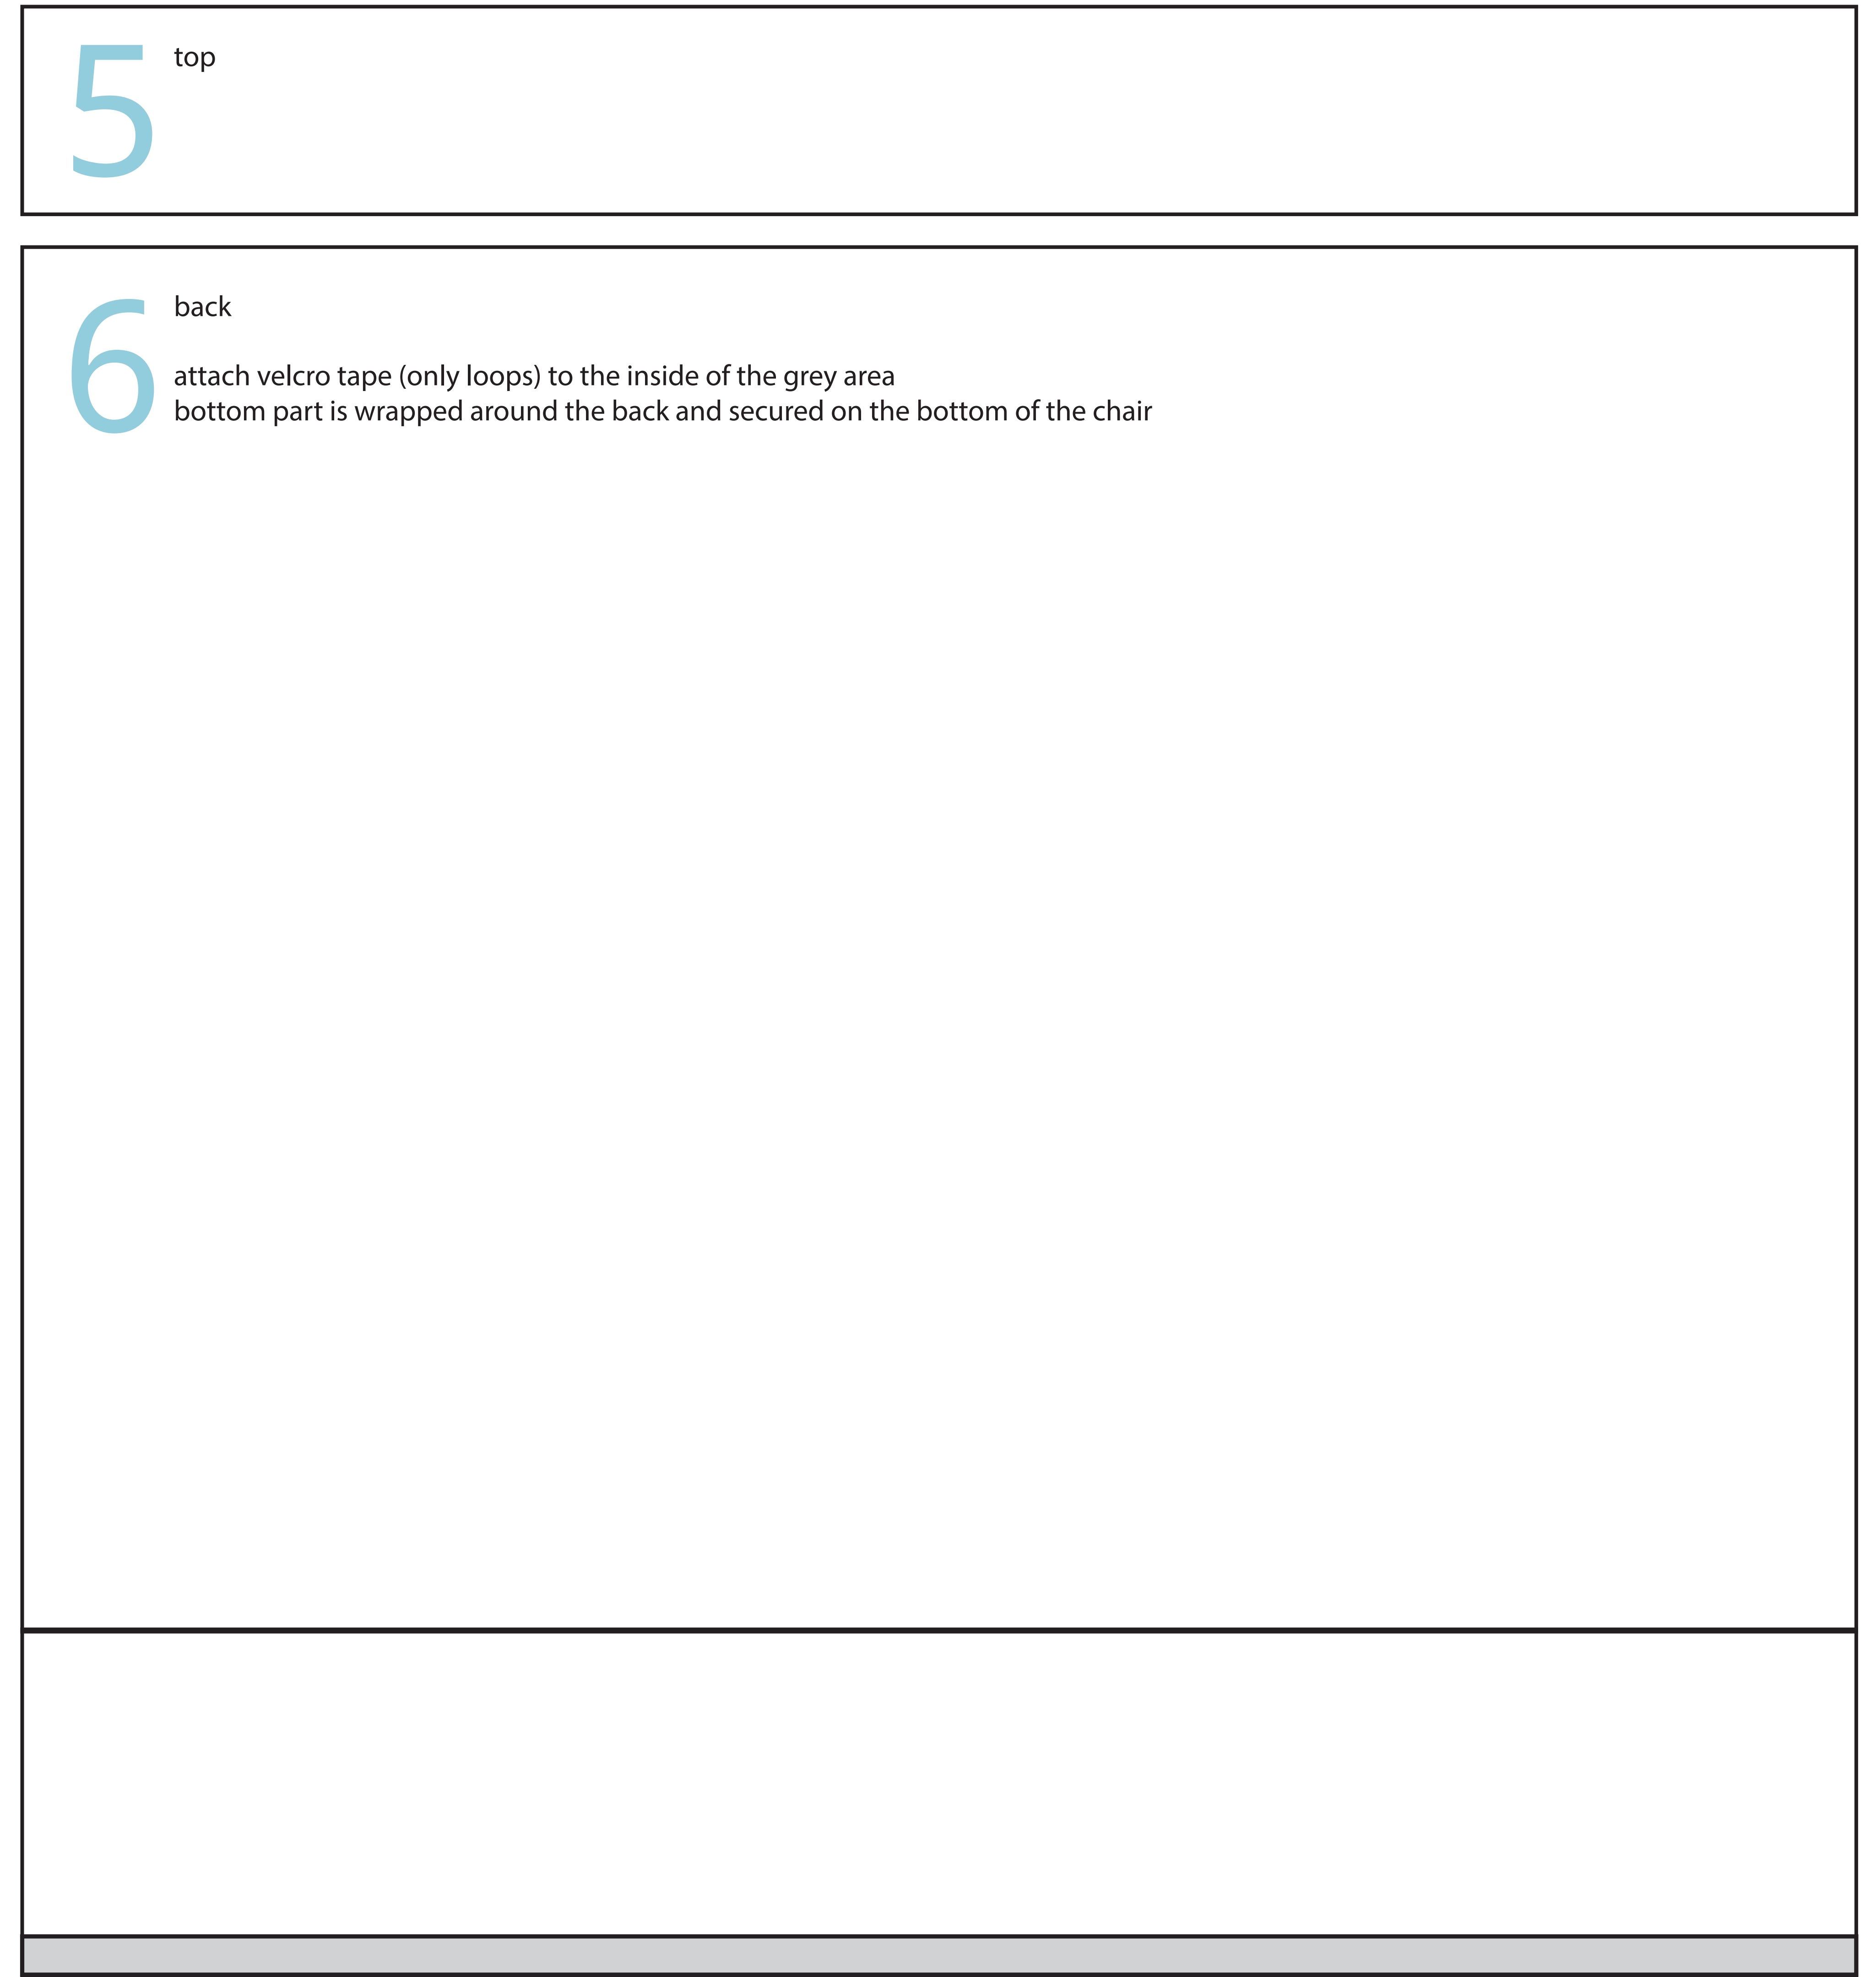 5 top
6 back
attach velcro tape (only loops) to the inside of the grey area
bottom part is wrapped around the back and secured on the bottom of the chair